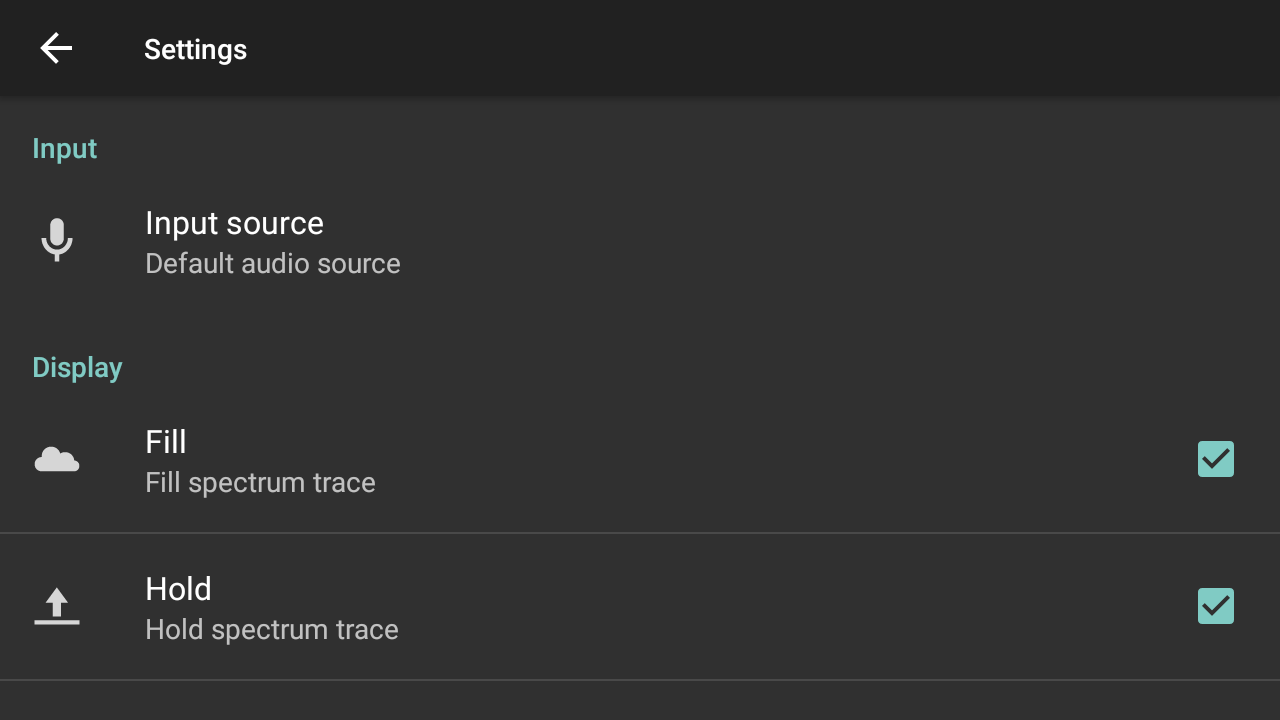 Settings
Input
Input source
Default audio source
Display
Fill
Fill spectrum trace
Hold
Hold spectrum trace